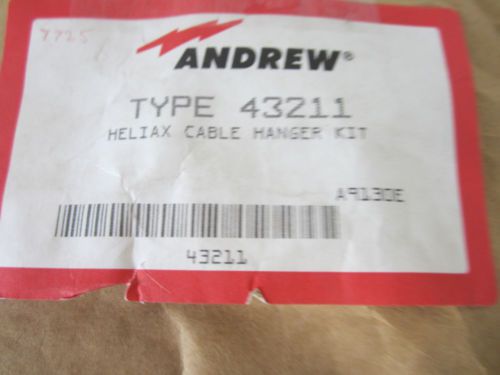 7725
ANDREW®
TYPE 43211
HELIAX CABLE HANGER KIT
A9130E
43211